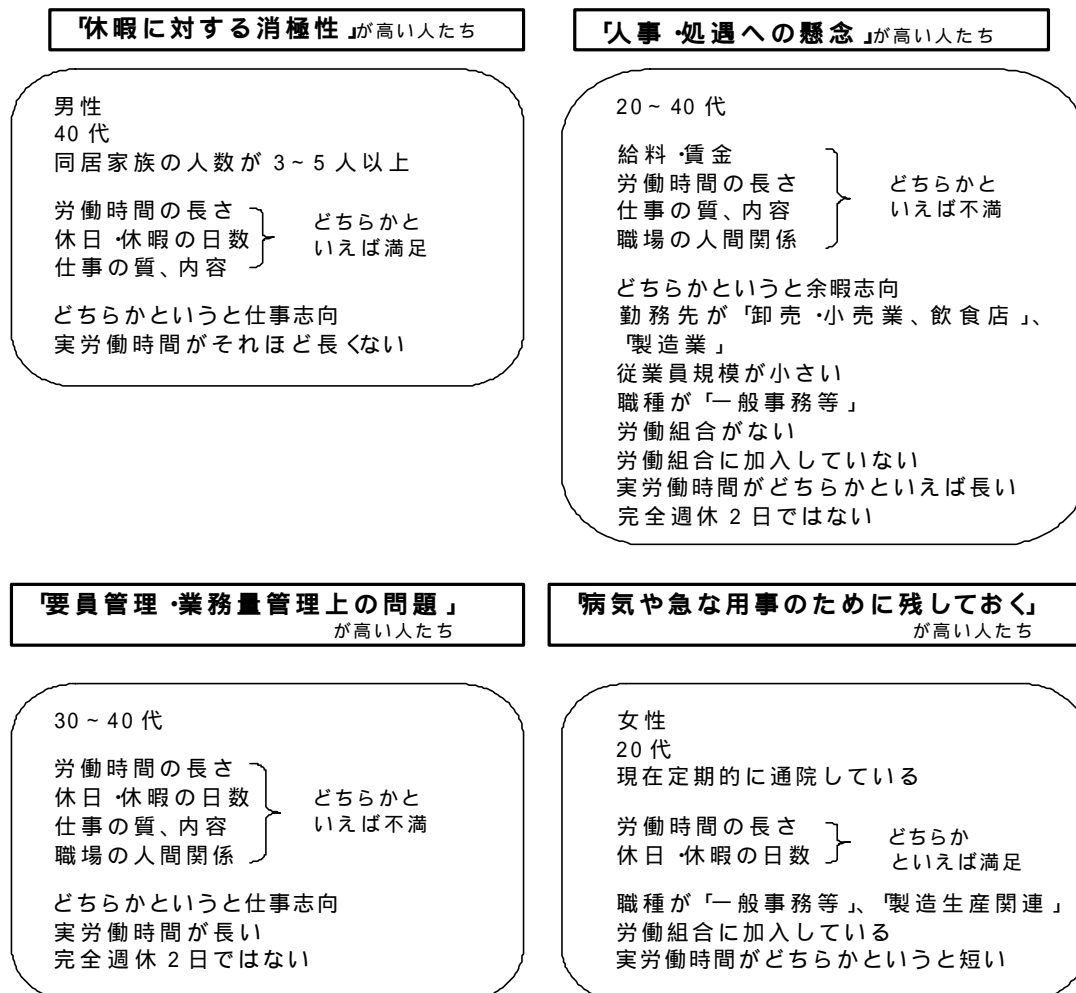 「休暇に対する消極性」が高い人たち
男性
40代
同居家族の人数が 3~5 人以上
労働時間の長さ
休日・休暇の日数
仕事の質、内容
どちらかと
いえば満足
どちらかというと仕事志向
実労働時間がそれほど長くない
「人事・処遇への懸念」が高い人たち
20~40 代
給料・賃金
労働時間の長さ
仕事の質、内容
職場の人間関係
どちらかと
いえば不満
どちらかというと余暇志向
勤務先が「卸売・小売業、飲食店」、
「製造業」
従業員規模が小さい
職種が「一般事務等」
労働組合がない
労働組合に加入していない
実労働時間がどちらかといえば長い
完全週休 2 日ではない
「要員管理・業務量管理上の問題」
が高い人たち
30~40 代
労働時間の長さ
休日・休暇の日数
仕事の質、内容
職場の人間関係
どちらかと
いえば不満
どちらかというと仕事志向
実労働時間が長い
完全週休 2 日ではない
「病気や急な用事のために残しておく」
が高い人たち
女性
20代
現在定期的に通院している
労働時間の長さ
休日・休暇の日数
どちらか
といえば満足
職種が「一般事務等」、「製造生産関連」
労働組合に加入している
実労働時間がどちらかというと短い